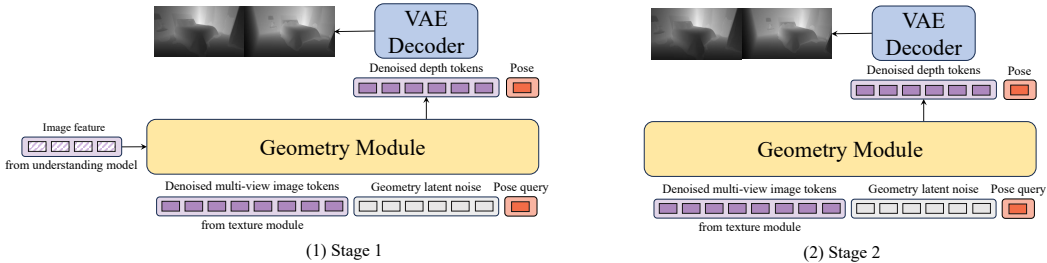 VAE
Decoder
Denoised depth tokens
Pose
Image feature
from understanding model
Geometry Module
Denoised multi-view image tokens
Geometry latent noise
Pose query
from texture module
(1) Stage 1
VAE
Decoder
Denoised depth tokens
Pose
Geometry Module
Denoised multi-view image tokens
Geometry latent noise
Pose query
from texture module
(2) Stage 2